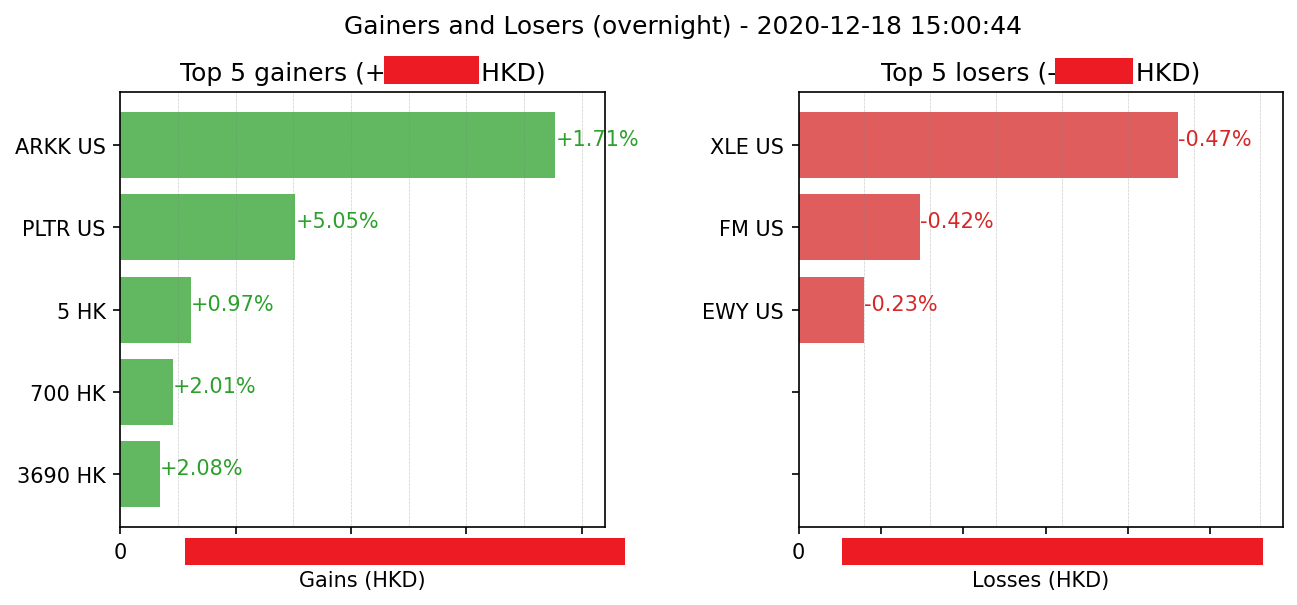 Gainers and Losers (overnight) - 2020-12-18 15:00:44
Top 5 gainers (+ HKD)
ARKK US
+1.71%
PLTR US
+5.05%
5 HK
+0.97%
700 HK
+2.01%
3690 HK
+2.08%
0
Gains (HKD)
Top 5 losers (- HKD)
XLE US
-0.47%
FM US
-0.42%
EWY US
-0.23%
0
Losses (HKD)